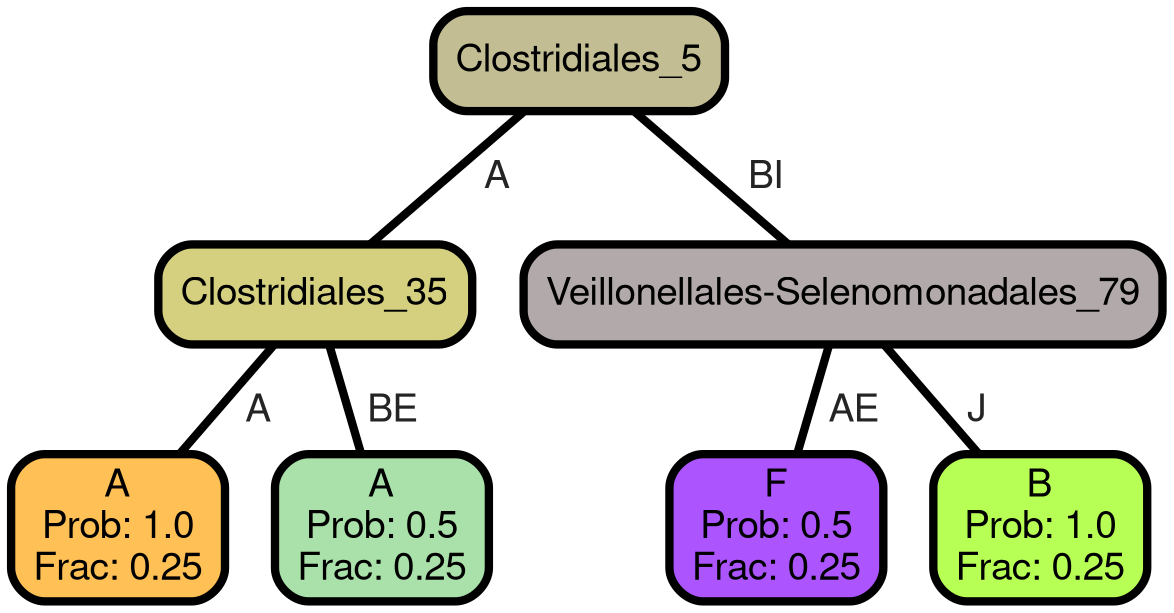 Clostridiales_5
A
BI
Clostridiales_35
Veillonellales-Selenomonadales_79
A
BE
AE
J
A
Prob: 1.0
Frac: 0.25
A
Prob: 0.5
Frac: 0.25
F
Prob: 0.5
Frac: 0.25
B
Prob: 1.0
Frac: 0.25